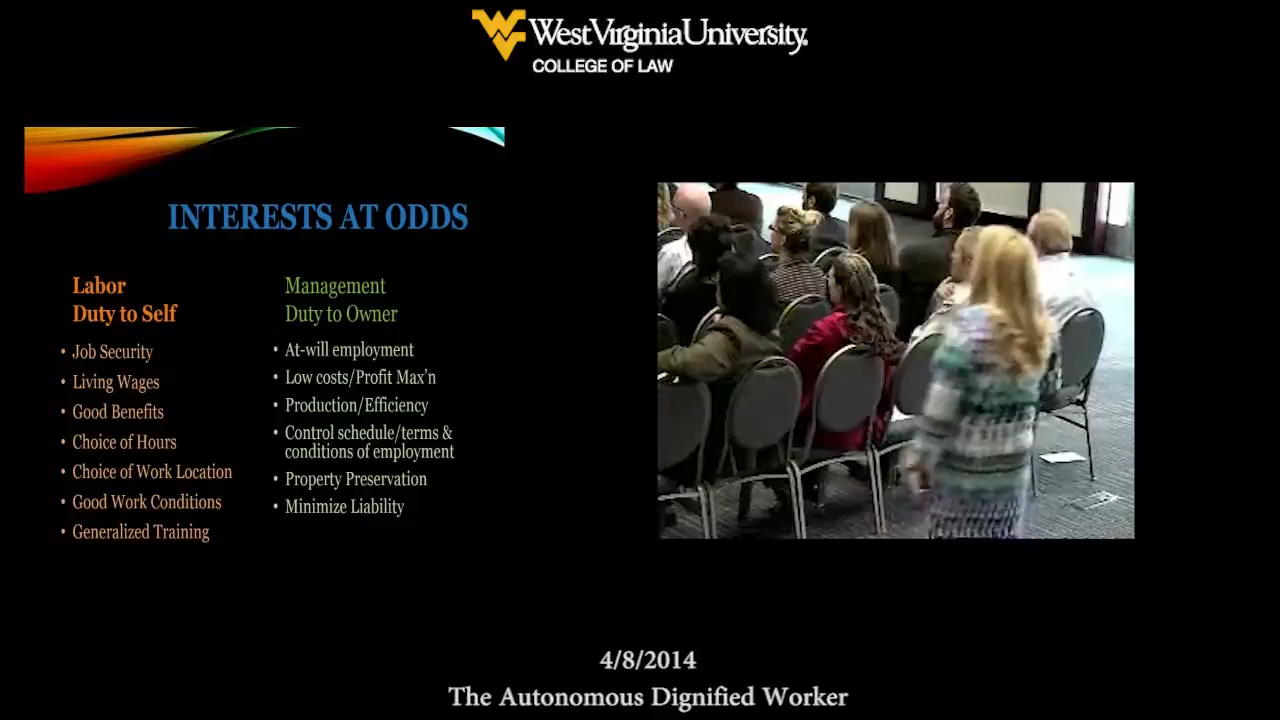 WestVirginiaUniversity.
COLLEGE OF LAW
INTERESTS AT ODDS
Labor
Duty to Self
• Job Security
• Living Wages
• Good Benefits
• Choice of Hours
• Choice of Work Location
• Good Work Conditions
• Generalized Training
Management
Duty to Owner
• At-will employment
• Low costs/Profit Max'n
• Production/Efficiency
• Control schedule/terms &
conditions of employment
• Property Preservation
• Minimize Liability
4/8/2014
The Autonomous Dignified Worker